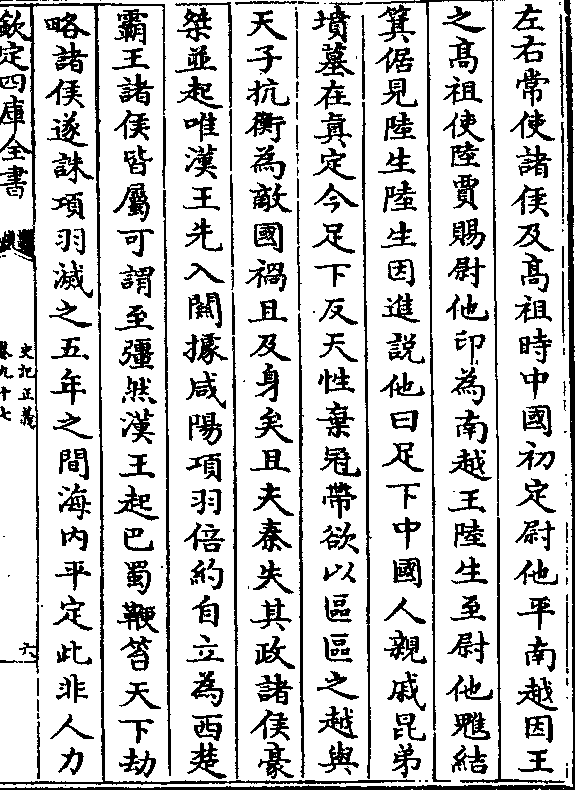 左右常使諸侯及髙祖時中國初定尉他平南越因王
之髙祖使陸賈賜尉他印為南越王陸生至尉他魋結
箕倨見陸生陸生因進説他曰足下中國人親戚昆弟
墳墓在真定今足下反天性棄冠帶欲以區區之越與
天子抗衡為敵國禍且及身矣且夫秦失其政諸侯豪
桀並起唯漢王先入闗據咸陽項羽倍約自立為西楚
霸王諸侯皆屬可謂至彊然漢王起巴蜀鞭笞天下劫
略諸侯遂誅項羽滅之五年之間海内平定此非人力
欽定四庫全書
史記正義
卷九十七
六